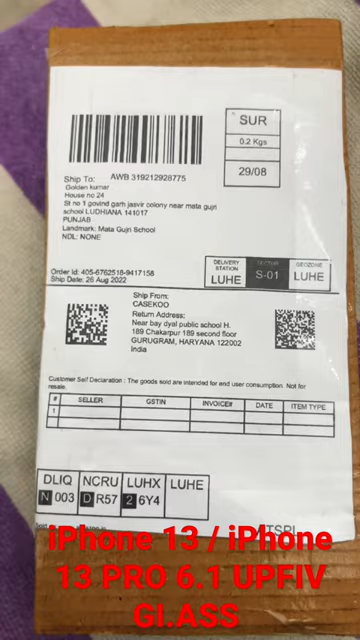 SUR
0.2 Kgs
29/08
Ship To: AWB 319212928775
Golden kumar
House no 24
St no 1 govind garh jasvir colony near mata gujri
school LUDHIANA 141017
PUNJAB
Landmark: Mata Gujri School
NDL: NONE
DELIVERY STATION SECTOR GEOZONE
LUHE S-01 LUHE
Order Id: 405-6762518-9417158
Ship Date: 26 Aug 2022
Ship From:
CASEKOO
Return Address:
Near bay dyal public school H.
189 Chakarpur 189 second floor
GURUGRAM, HARYANA 122002
India
Customer Self Declaration : The goods sold are intended for end user consumption. Not for
resale.
# SELLER GSTIN INVOICE# DATE ITEM TYPE
1
DLIQ NCRU LUHX LUHE
N 003 D R57 2 6Y4
iPhone 13 / iPhone
13 PRO 6.1 UPFIV
GI.ASS